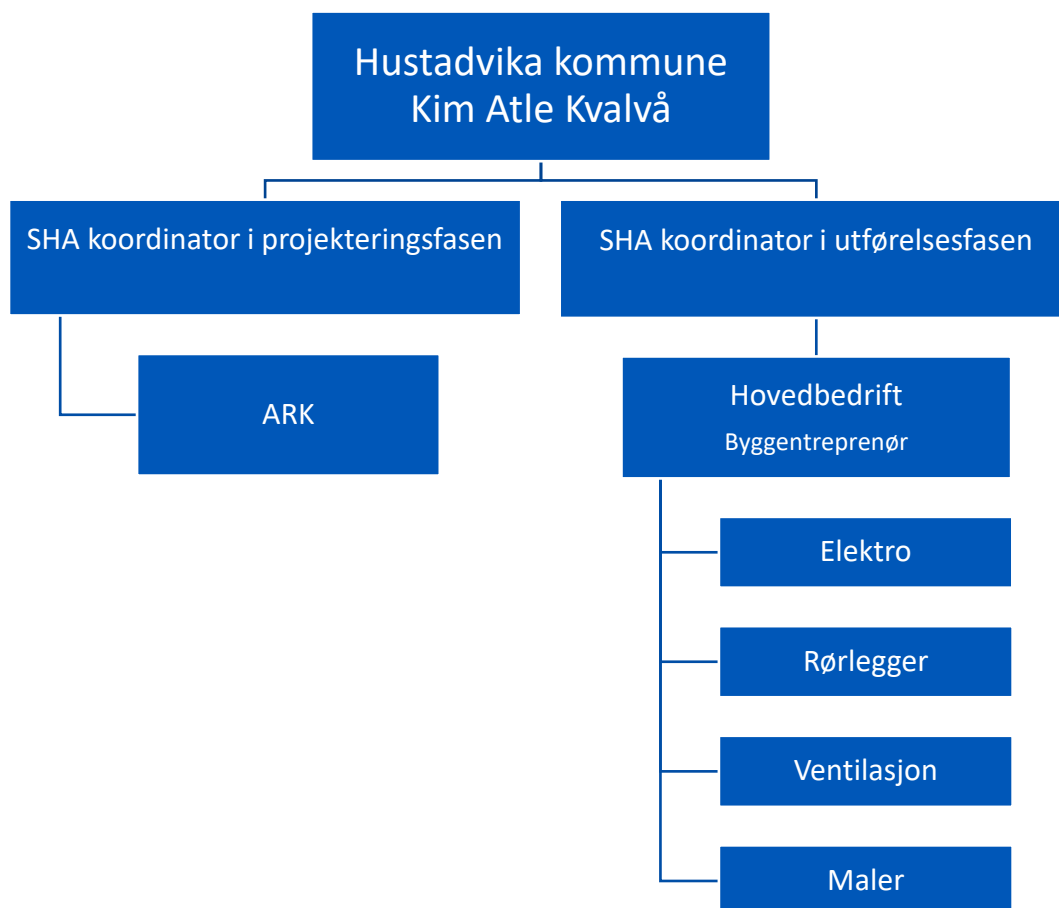 Hustadvika kommune
Kim Atle Kvalvå
SHA koordinator i projekteringsfasen
SHA koordinator i utførelsesfasen
ARK
Hovedbedrift
Byggentreprenør
Elektro
Rørlegger
Ventilasjon
Maler